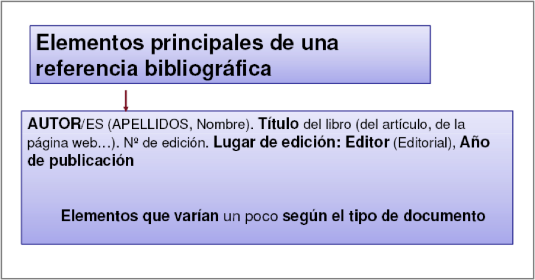 Elementos principales de una
referencia bibliográfica
AUTOR/ES (APELLIDOS, Nombre). Título del libro (del artículo, de la
página web...). Nº de edición. Lugar de edición: Editor (Editorial), Año
de publicación
Elementos que varían un poco según el tipo de documento